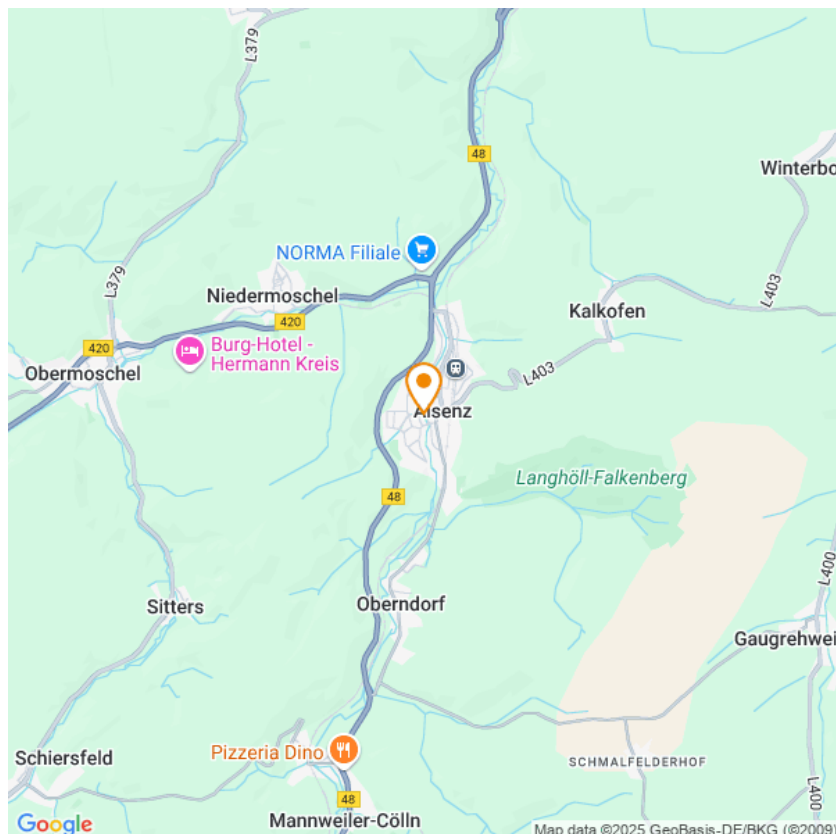 L379
48
Winterbo
NORMA Filiale
L379
Niedermoschel
420
L403
Kalkofen
420
Burg-Hotel -
Hermann Kreis
Obermoschel
L403
Alsenz
Langhöll-Falkenberg
48
L400
Sitters
Oberndorf
Gaugrehwei
Schiersfeld
Pizzeria Dino
SCHMALFELDERHOF
L400
48
Mannweiler-Cölln
Google
Map data ©2025 GeoBasis-DE/BKG (©2009)